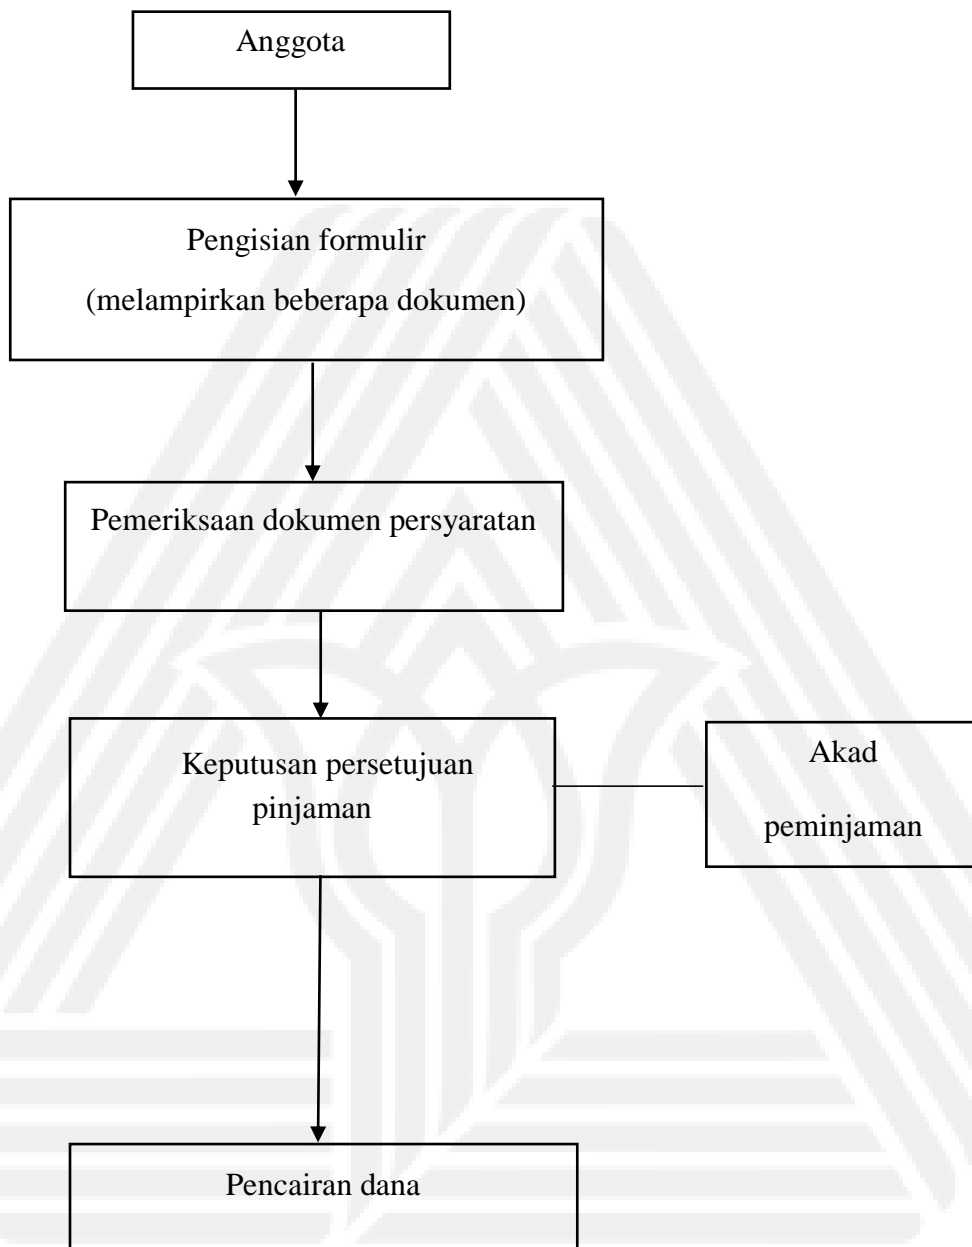 Anggota
Pengisian formulir
(melampirkan beberapa dokumen)
Pemeriksaan dokumen persyaratan
Keputusan persetujuan
pinjaman
Akad
peminjaman
Pencairan dana